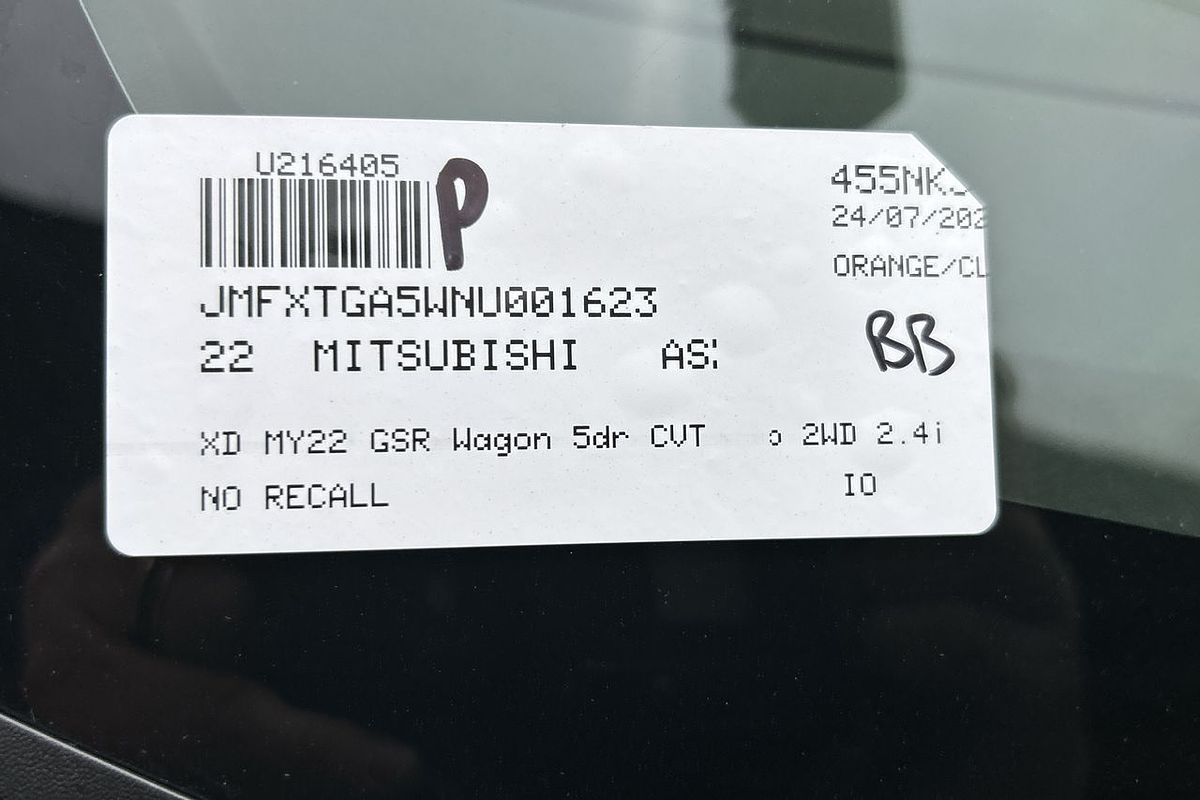 U216405
P
455NK
24/07/202
ORANGE/CL
JMFXTGA5WNU001623
BB
22 MITSUBISHI AS
XD MY22 GSR Wagon 5dr CVT o 2WD 2.4i
NO RECALL IO